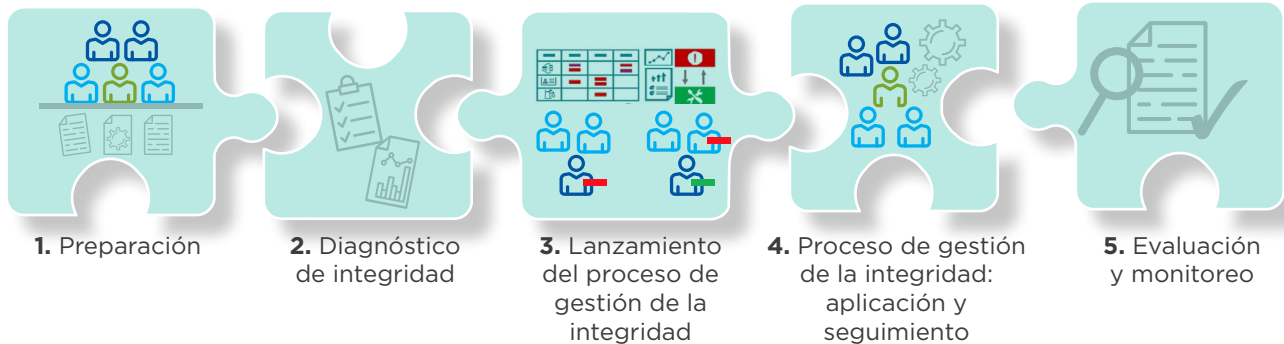 1. Preparación
2. Diagnóstico
de integridad
3. Lanzamiento
del proceso de
gestión de la
integridad
4. Proceso de gestión
de la integridad:
aplicación y
seguimiento
5. Evaluación
y monitoreo